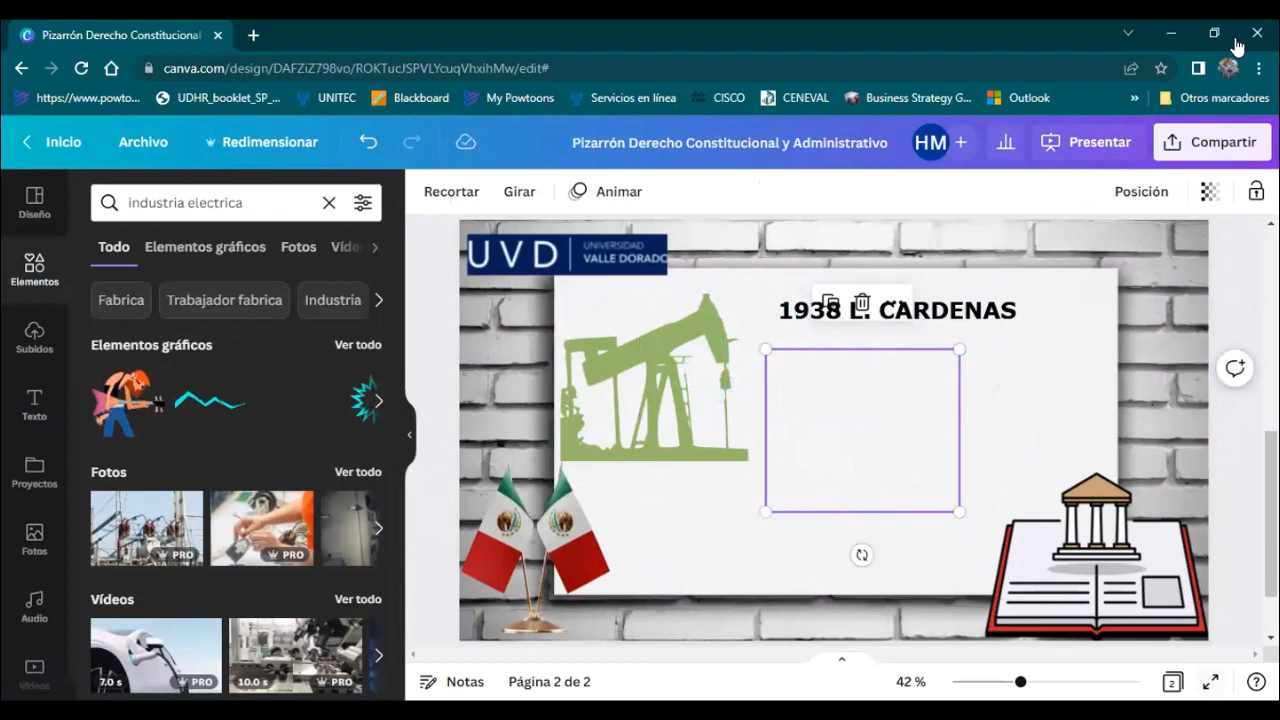 Pizarrón Derecho Constitucional
canva.com/design/DAFZiZ798vo/ROKTucJSPVLYcuqVhxihMw/edit#
https://www.powto...
UDHR_booklet_SP_...
UNITEC
Blackboard
My Powtoons
Servicios en línea
CISCO
CENEVAL
Business Strategy G...
Outlook
»
Otros marcadores
Inicio
Archivo
Redimensionar
Pizarrón Derecho Constitucional y Administrativo
HM
Presentar
Compartir
Diseño
Elementos
Subidos
Texto
Proyectos
Fotos
Audio
Vídeos
industria electrica
Todo
Elementos gráficos
Fotos
Víde
Fabrica
Trabajador fabrica
Industria
Elementos gráficos
Ver todo
Fotos
Ver todo
PRO
PRO
Vídeos
Ver todo
7.0 s
PRO
10.0 s
PRO
Recortar
Girar
Animar
Posición
UVD
UNIVERSIDAD
VALLE DORADO
1938 L. CARDENAS
Notas
Página 2 de 2
42 %
2